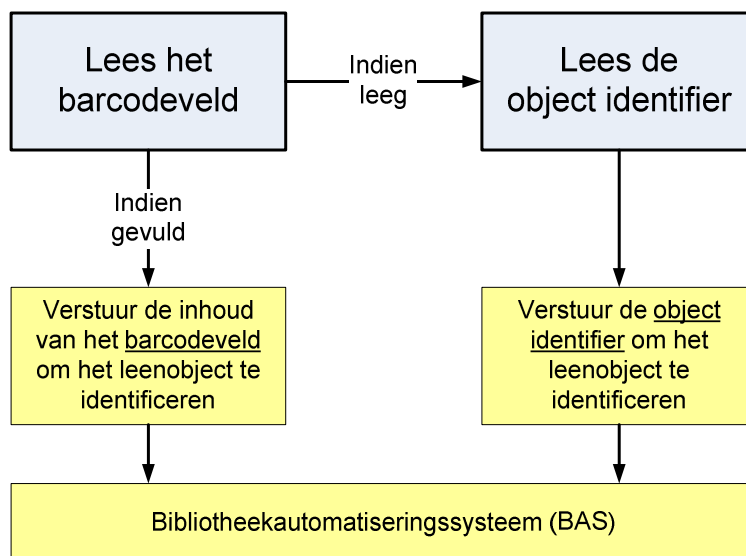 Lees het
barcodeveld
Indien
leeg
Lees de
object identifier
Indien
gevuld
Verstuur de inhoud
van het barcodeveld
om het leenobject te
identificeren
Verstuur de object
identifier om het
leenobject te
identificeren
Bibliotheekautomatiseringssysteem (BAS)